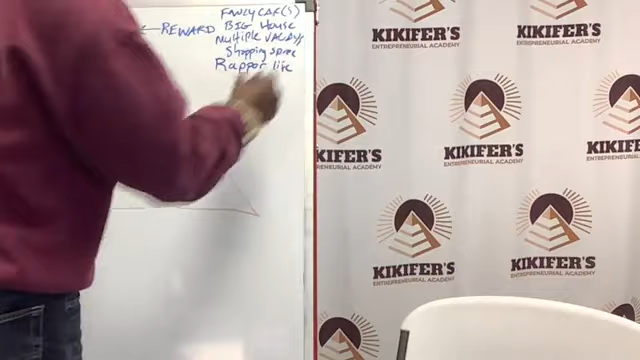 FANCY CAR(S)
REWARD BIG House
Multiple VACAYS
Shopping spree
Rapper life
KIKIFER'S
ENTREPRENEURIAL ACADEMY
KIKIFER'S
ENTREPRENEURIAL ACADEMY
KIKIFER'S
ENTREPRENEURIAL ACADEMY
KIKIFER'S
ENTREPRENEURIAL ACADEMY
KIKIFER'S
ENTREPRENEURIAL ACADEMY
KIKIFER'S
ENTREPRENEURIAL ACADEMY
KIKIFER'S
ENTREPRENEURIAL ACADEMY